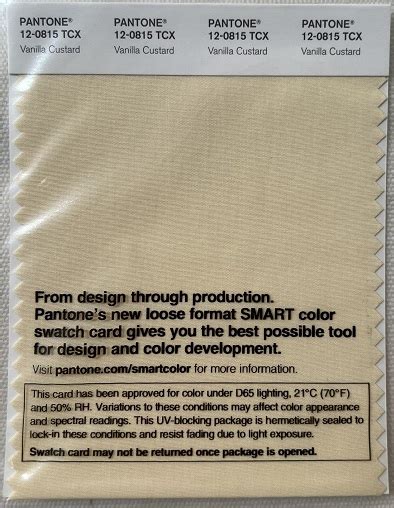 PANTONE® PANTONE® PANTONE® PANTONE®
12-0815 TCX 12-0815 TCX 12-0815 TCX 12-0815 TCX
Vanilla Custard Vanilla Custard Vanilla Custard Vanilla Custard
From design through production.
Pantone's new loose format SMART color
swatch card gives you the best possible tool
for design and color development.
Visit pantone.com/smartcolor for more information.
This card has been approved for color under D65 lighting, 21°C (70°F)
and 50% RH. Variations to these conditions may affect color appearance
and spectral readings. This UV-blocking package is hermetically sealed to
lock-in these conditions and resist fading due to light exposure.
Swatch card may not be returned once package is opened.